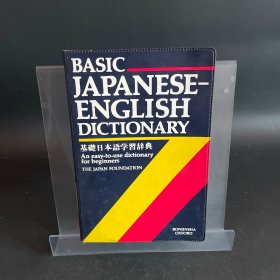 BASIC
JAPANESE-
ENGLISH
DICTIONARY
基礎日本語学習辞典
An easy-to-use dictionary
for beginners
THE JAPAN FOUNDATION
BONJINSHA
OXFORD